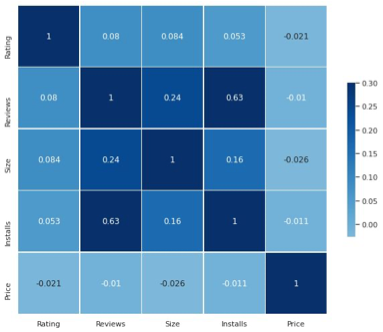 Rating 1 0.08 0.084 0.053 -0.021
Reviews 0.08 1 0.24 0.63 -0.01
Size 0.084 0.24 1 0.16 -0.026
Installs 0.053 0.63 0.16 1 -0.011
Price -0.021 -0.01 -0.026 -0.011 1
Rating Reviews Size Installs Price
0.30
0.25
0.20
0.15
0.10
0.05
0.00